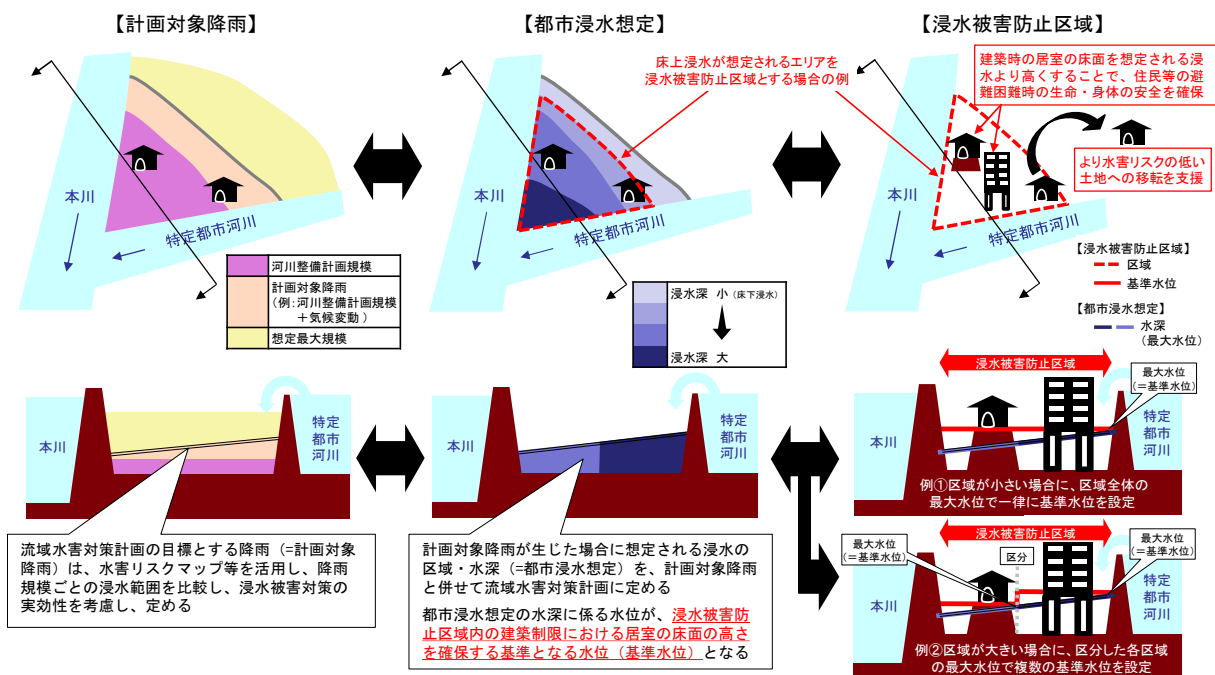 【計画対象降雨】
本川
特定都市河川
河川整備計画規模
計画対象降雨
(例:河川整備計画規模
+気候変動)
想定最大規模
本川
特定
都市
河川
流域水害対策計画の目標とする降雨(=計画対象
降雨)は、水害リスクマップ等を活用し、降雨
規模ごとの浸水範囲を比較し、浸水被害対策の
実効性を考慮し、定める
【都市浸水想定】
床上浸水が想定されるエリアを
浸水被害防止区域とする場合の例
本川
特定都市河川
浸水深 小(床下浸水)
浸水深 大
本川
特定
都市
河川
計画対象降雨が生じた場合に想定される浸水の
区域・水深(=都市浸水想定)を、計画対象降雨
と併せて流域水害対策計画に定める
都市浸水想定の水深に係る水位が、浸水被害防
止区域内の建築制限における居室の床面の高さ
を確保する基準となる水位(基準水位)となる
【浸水被害防止区域】
建築時の居室の床面を想定される浸
水より高くすることで、住民等の避
難困難時の生命・身体の安全を確保
より水害リスクの低い
土地への移転を支援
本川
特定都市河川
【浸水被害防止区域】
区域
基準水位
【都市浸水想定】
水深
(最大水位)
浸水被害防止区域
最大水位
(=基準水位)
本川
特定
都市
河川
例①区域が小さい場合に、区域全体の
最大水位で一律に基準水位を設定
浸水被害防止区域
最大水位
(=基準水位)
区分
最大水位
(=基準水位)
本川
特定
都市
河川
例②区域が大きい場合に、区分した各区域
の最大水位で複数の基準水位を設定